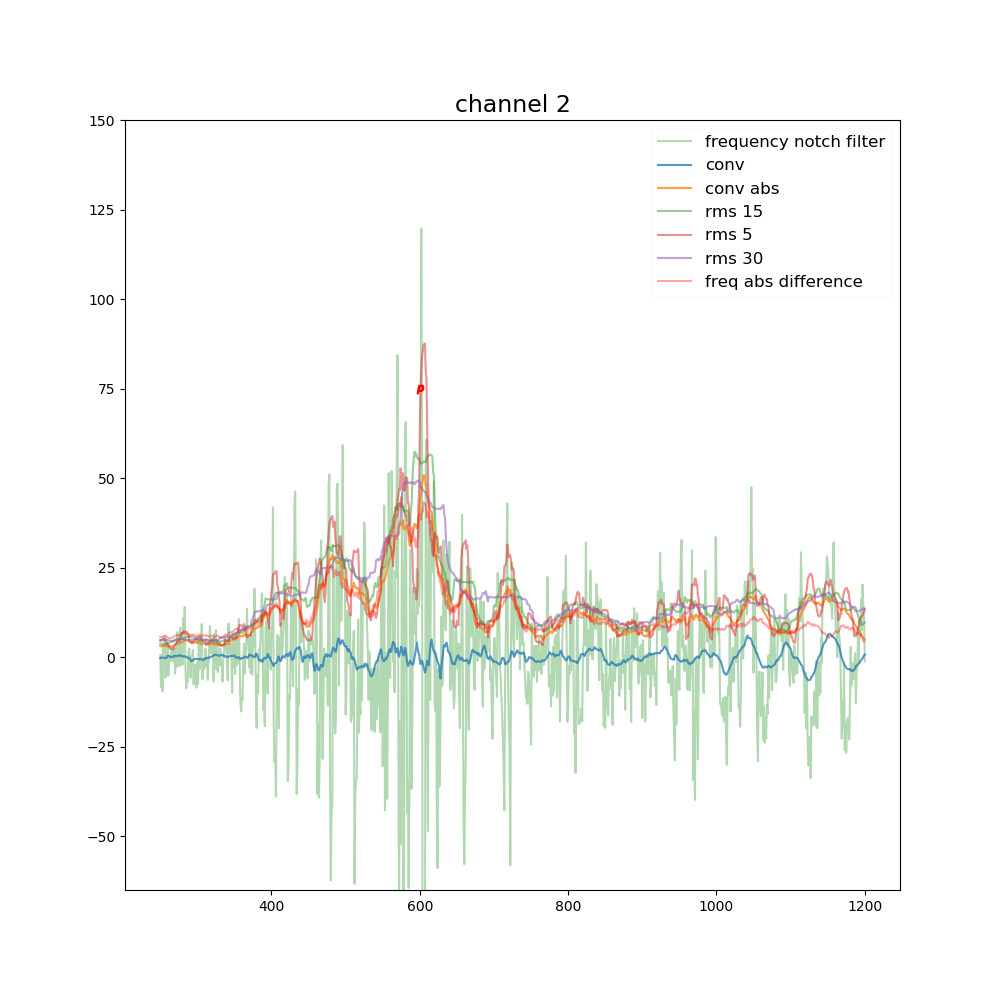 channel 2
150
125
100
75
50
25
0
−25
−50
400 600 800 1000 1200
frequency notch filter
conv
conv abs
rms 15
rms 5
rms 30
freq abs difference
p